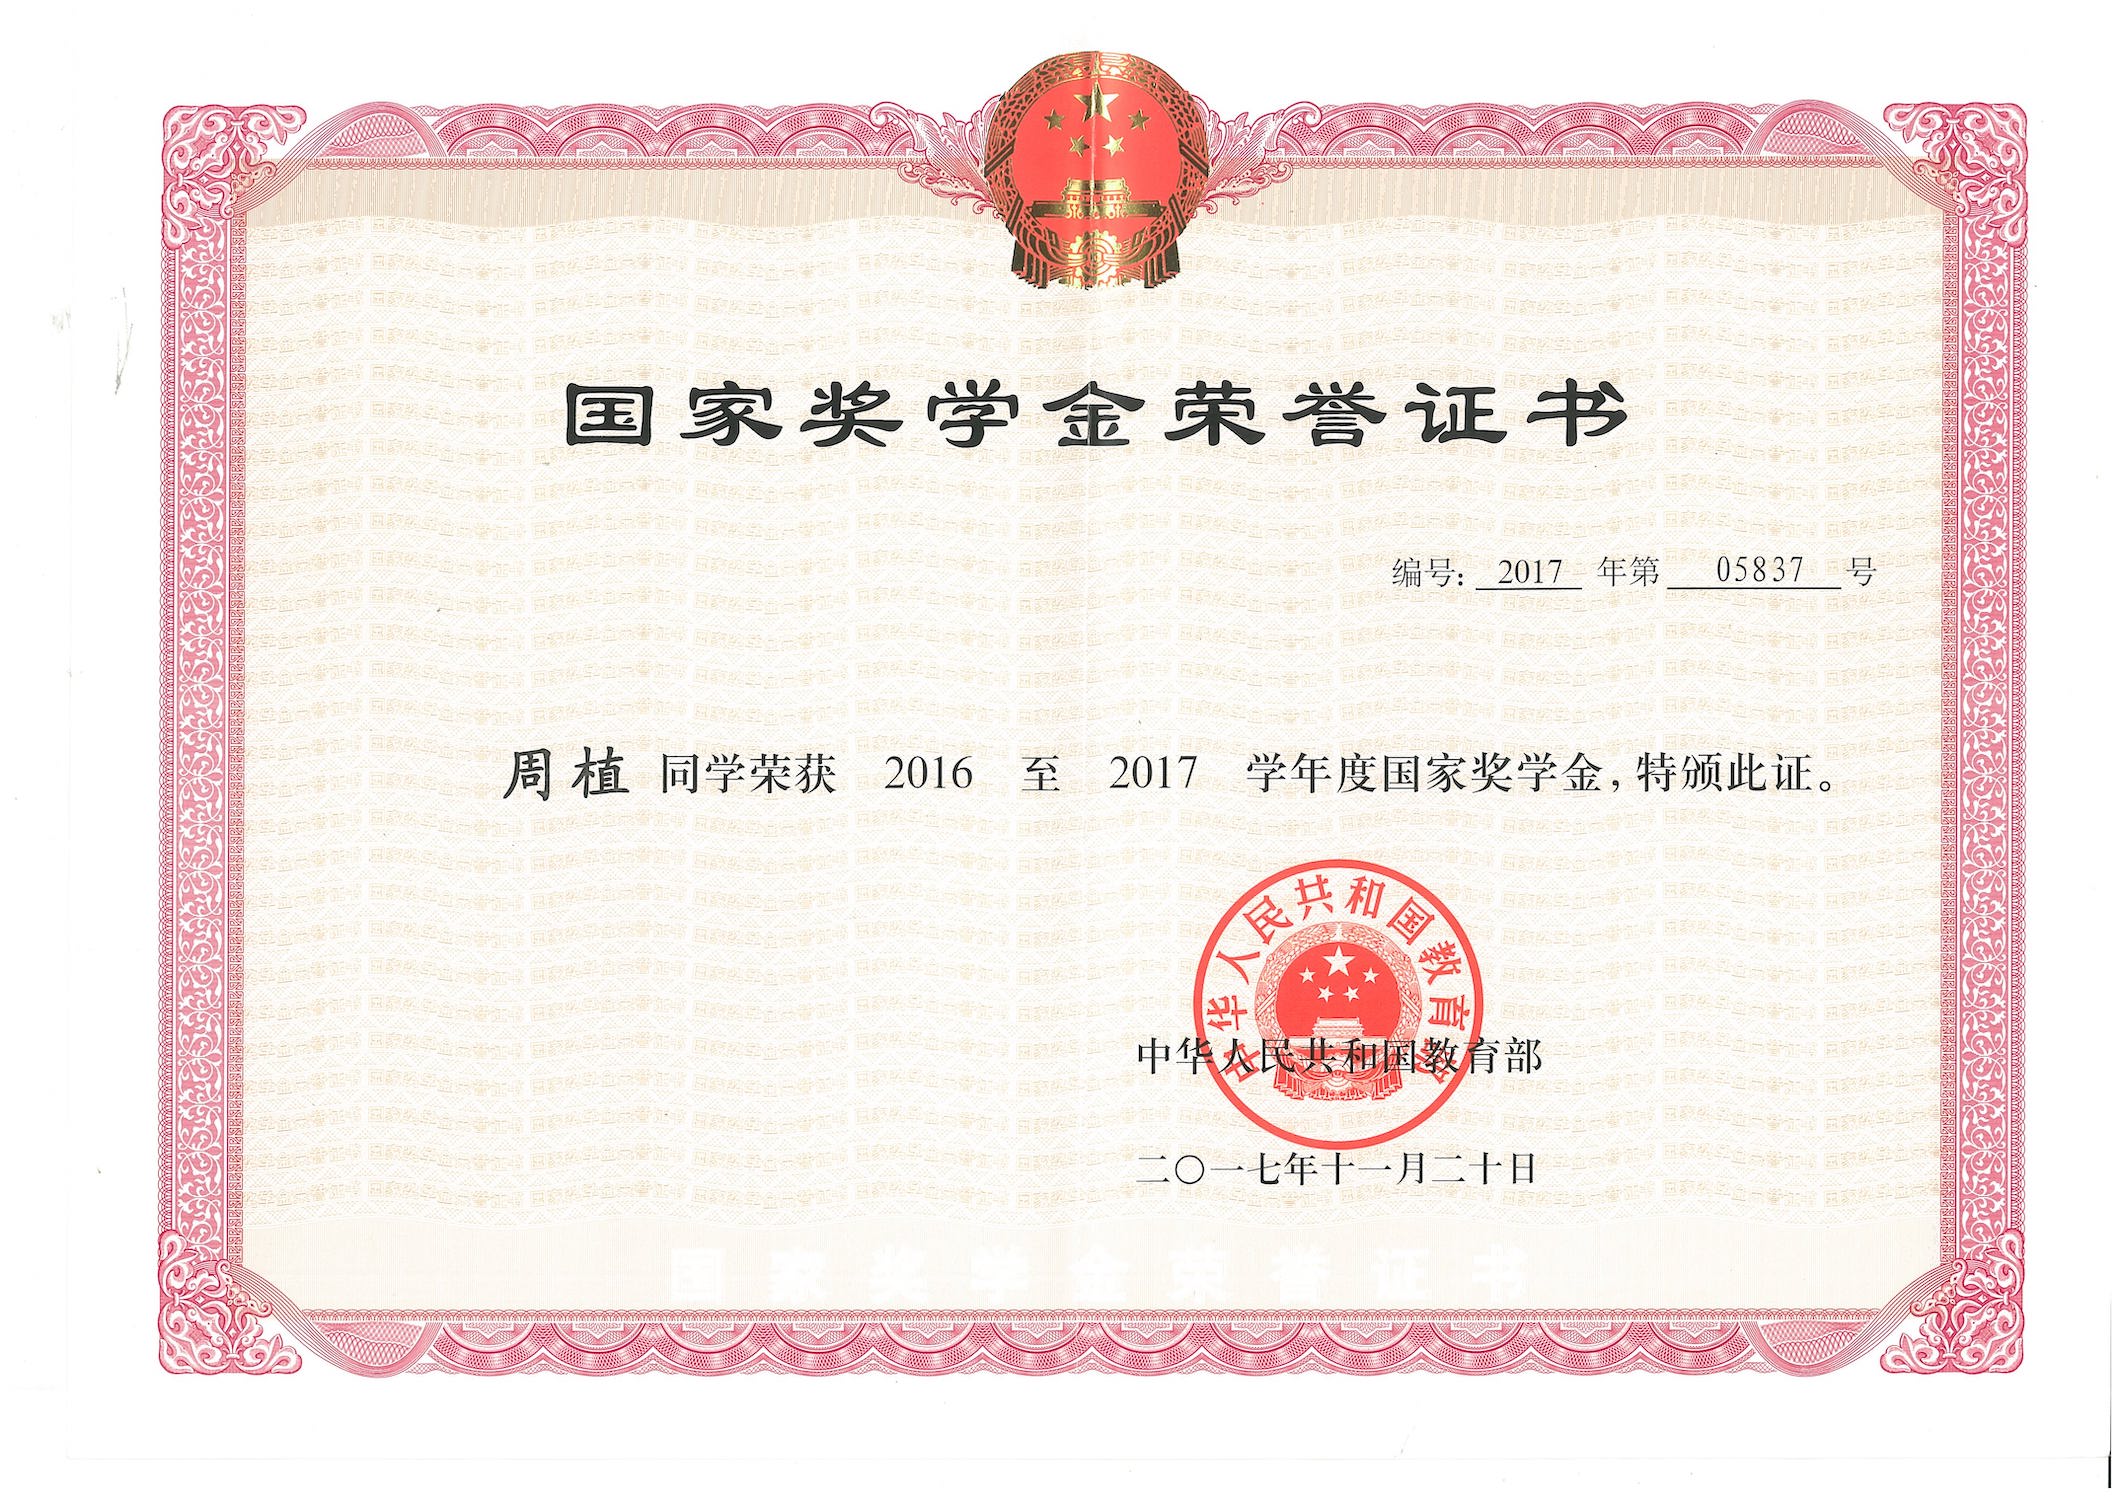 国家奖学金荣誉证书
编号: 2017 年第 05837 号
周植 同学荣获 2016 至 2017 学年度国家奖学金，特颁此证。
中华人民共和国教育部
中华人民共和国教育部
二〇一七年十一月二十日
国家奖学金荣誉证书